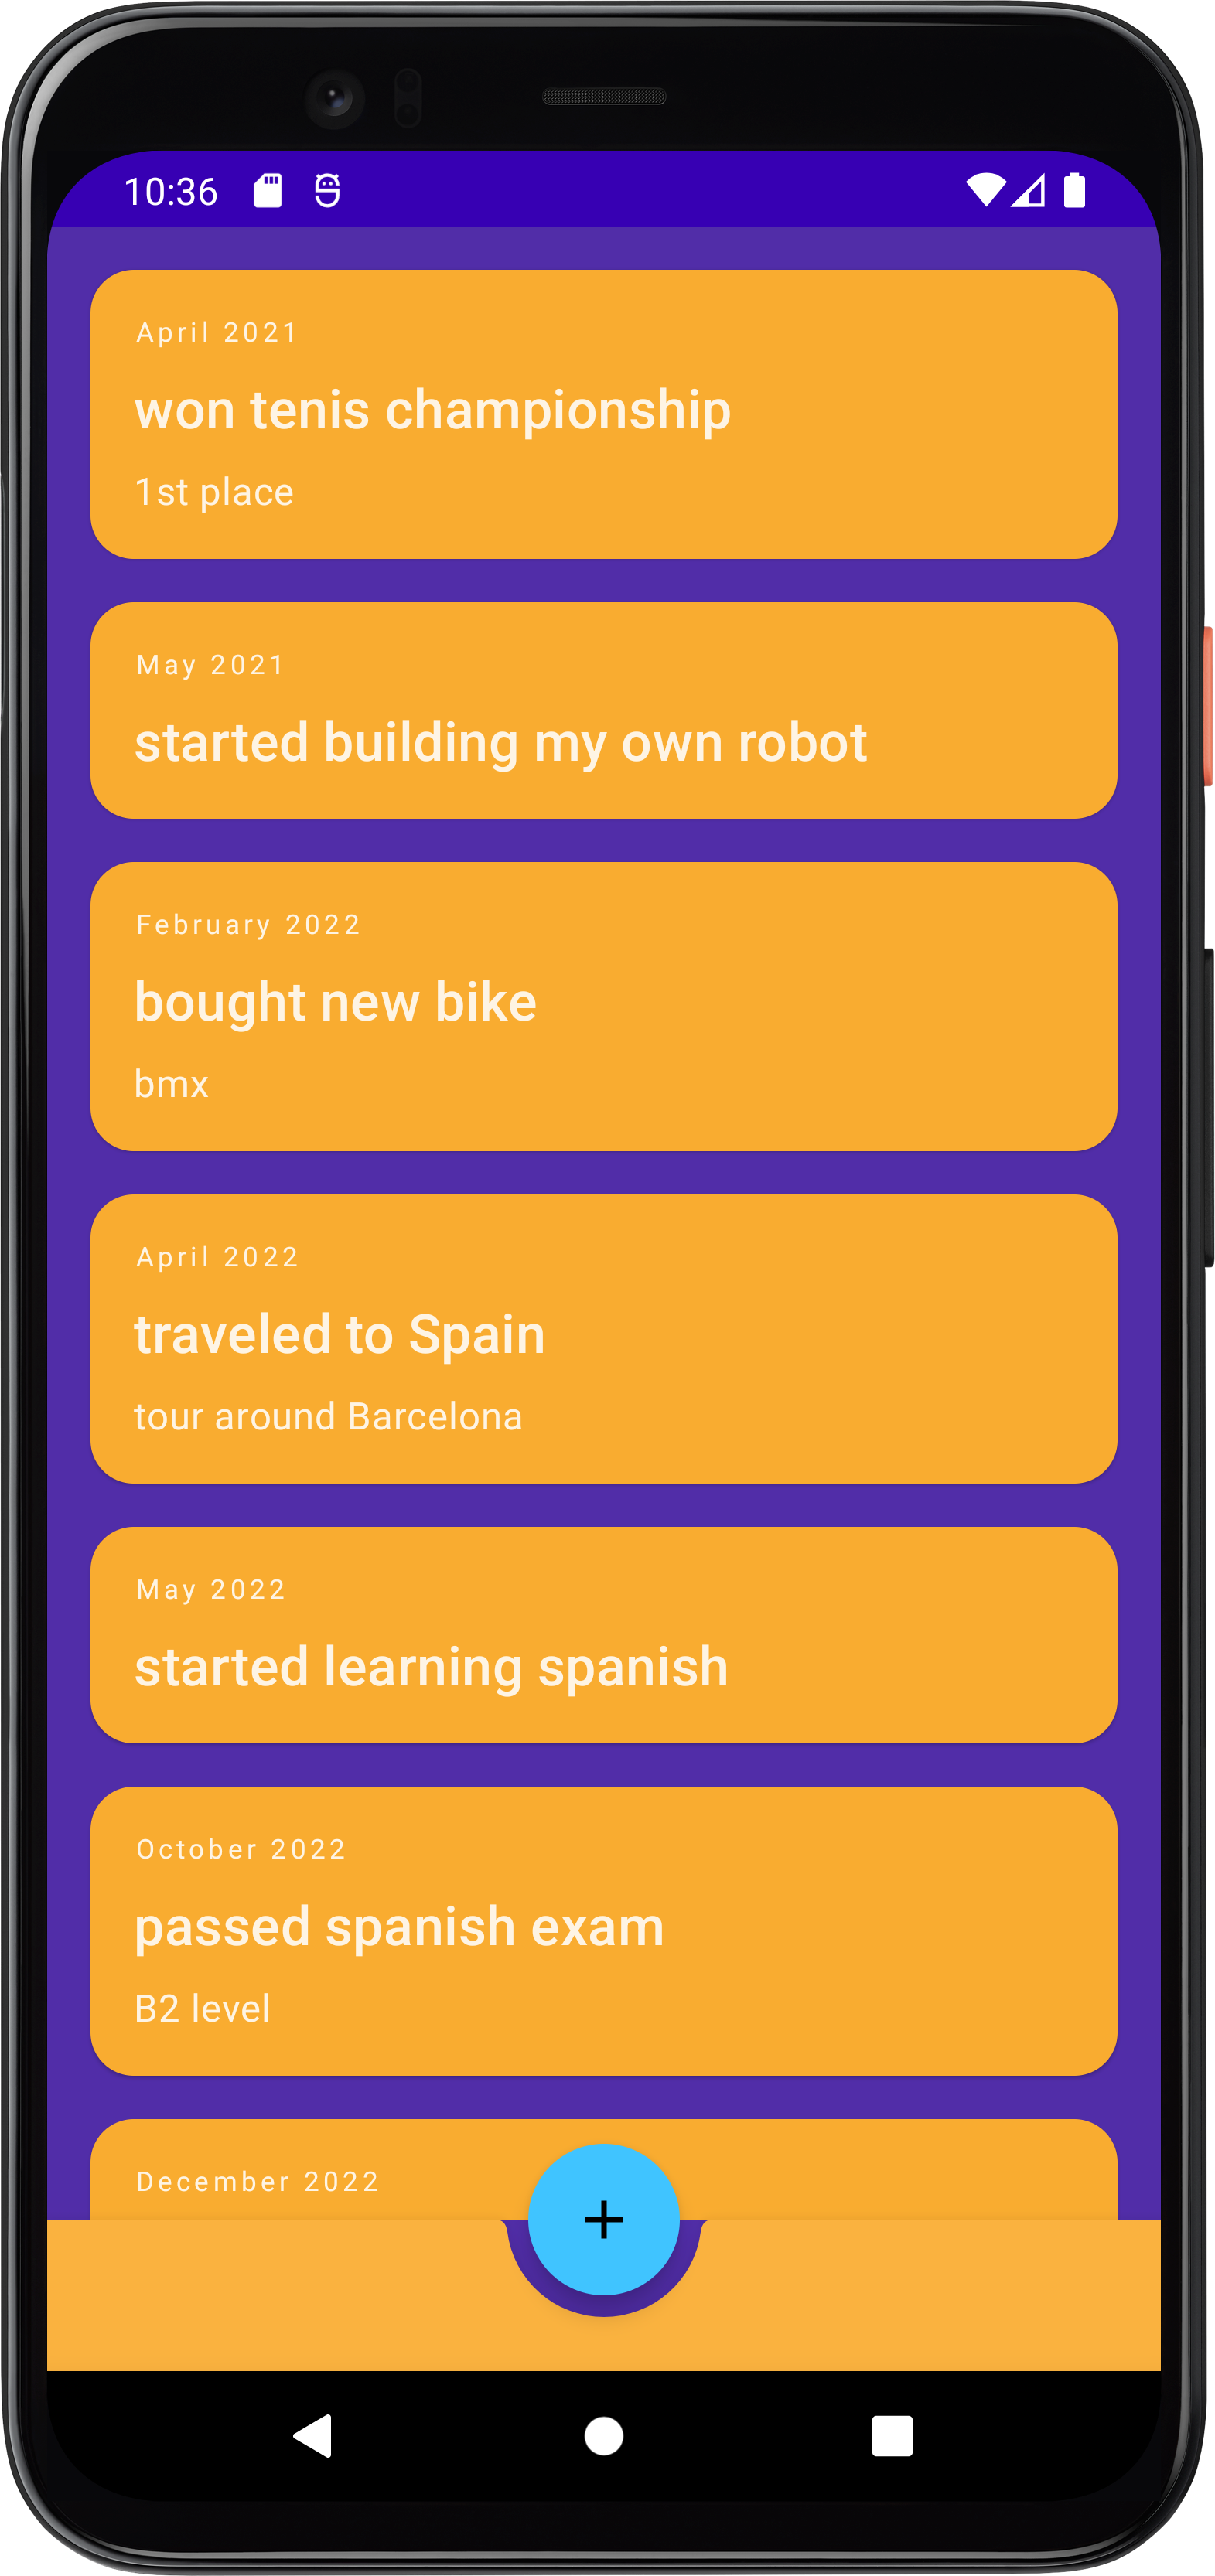 10:36
April 2021
won tenis championship
1st place
May 2021
started building my own robot
February 2022
bought new bike
bmx
April 2022
traveled to Spain
tour around Barcelona
May 2022
started learning spanish
October 2022
passed spanish exam
B2 level
December 2022
+